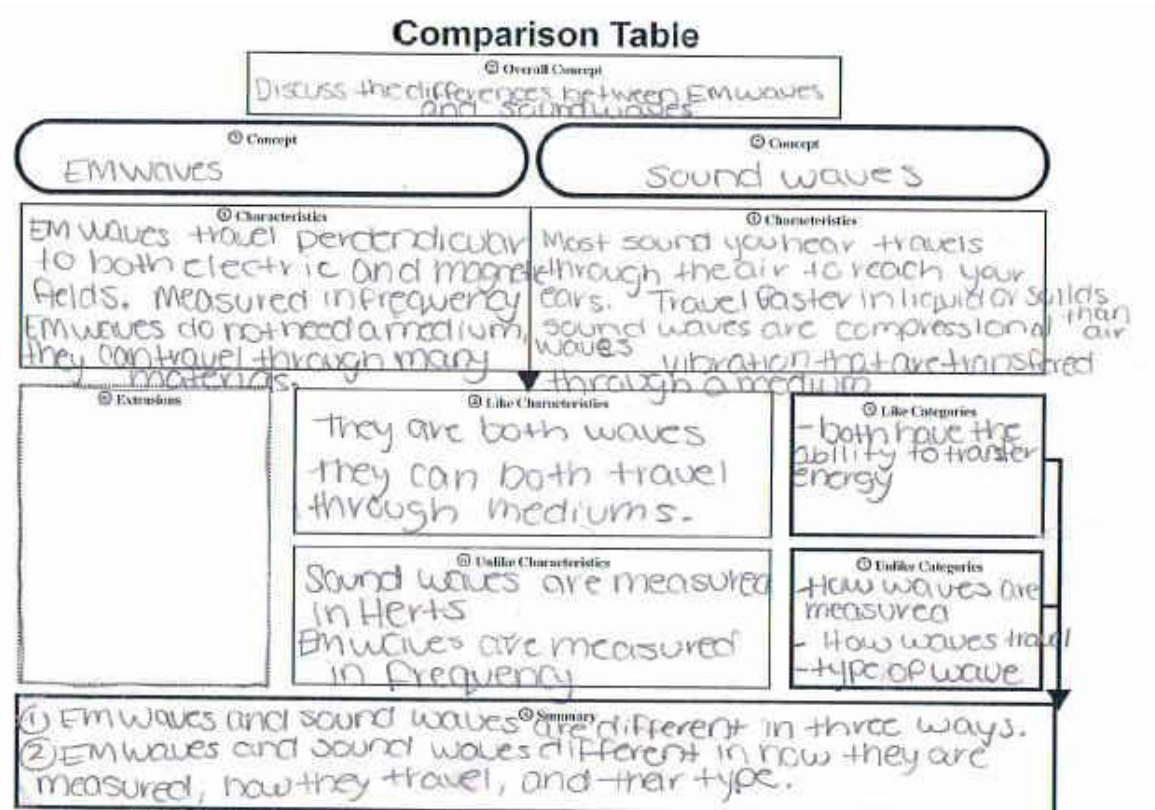 Comparison Table
Overall Concept
Discuss the differences between EM waves
and soundwaves
Concept
EM waves
Concept
Sound waves
Characteristics
EM waves travel perpendicular
to both electric and magnetic
fields. Measured in frequency
EM waves do not need a medium,
they can travel through many
materials.
Characteristics
Most sound you hear travels
through the air to reach your
ears. Travel faster in liquid or solids
than
sound waves are compressional air
waves
vibration that are transfered
through a medium
Extensions
Like Characteristics
They are both waves
they can both travel
through mediums.
Like Categories
- both have the
ability to transfer
energy
Unlike Characteristics
Sound waves are measured
in Herts
Em waves are measured
in frequency
Unlike Categories
- How waves are
measured
- How waves travel
- type of wave
Summary
① EM waves and sound waves are different in three ways.
② EM waves and sound waves different in how they are
measured, how they travel, and their type.